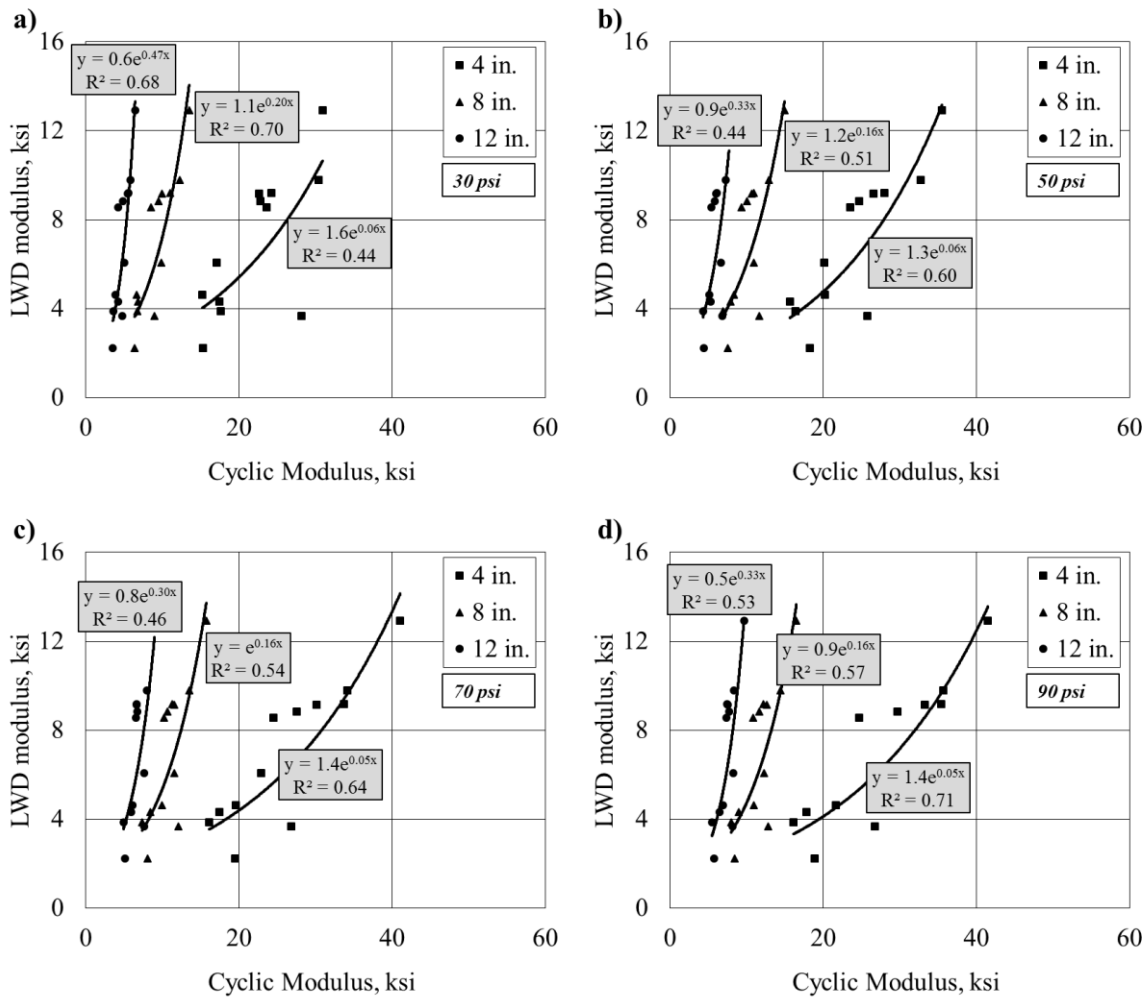 a)
16
12
8
4
0
LWD modulus, ksi
y = 0.6e^0.47x
R² = 0.68
y = 1.1e^0.20x
R² = 0.70
y = 1.6e^0.06x
R² = 0.44
4 in.
8 in.
12 in.
30 psi
0 20 40 60
Cyclic Modulus, ksi
b)
16
12
8
4
0
LWD modulus, ksi
y = 0.9e^0.33x
R² = 0.44
y = 1.2e^0.16x
R² = 0.51
y = 1.3e^0.06x
R² = 0.60
4 in.
8 in.
12 in.
50 psi
0 20 40 60
Cyclic Modulus, ksi
c)
16
12
8
4
0
LWD modulus, ksi
y = 0.8e^0.30x
R² = 0.46
y = e^0.16x
R² = 0.54
y = 1.4e^0.05x
R² = 0.64
4 in.
8 in.
12 in.
70 psi
0 20 40 60
Cyclic Modulus, ksi
d)
16
12
8
4
0
LWD modulus, ksi
y = 0.5e^0.33x
R² = 0.53
y = 0.9e^0.16x
R² = 0.57
y = 1.4e^0.05x
R² = 0.71
4 in.
8 in.
12 in.
90 psi
0 20 40 60
Cyclic Modulus, ksi